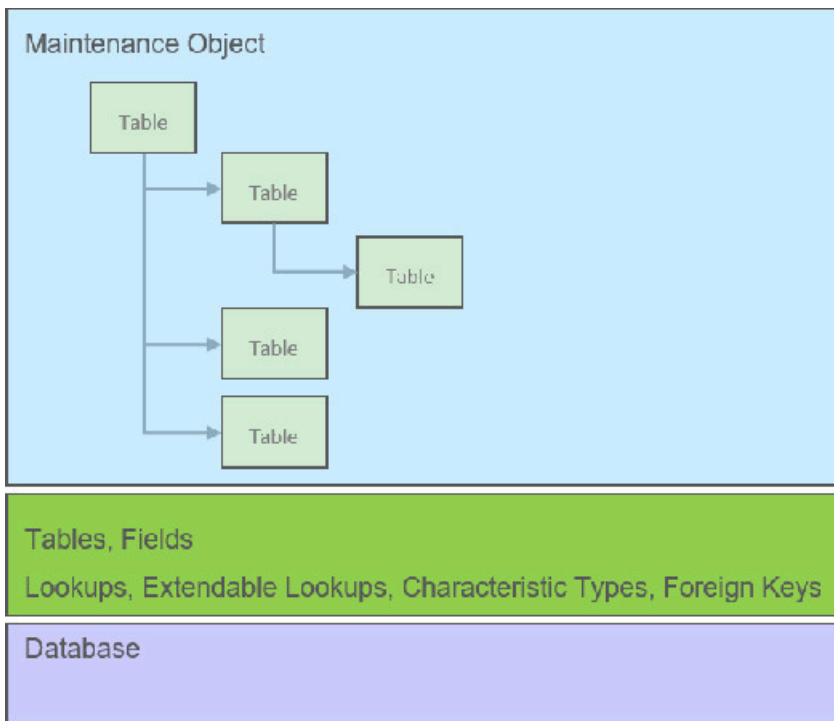 Maintenance Object
Table
Table
Table
Table
Table
Tables, Fields
Lookups, Extendable Lookups, Characteristic Types, Foreign Keys
Database